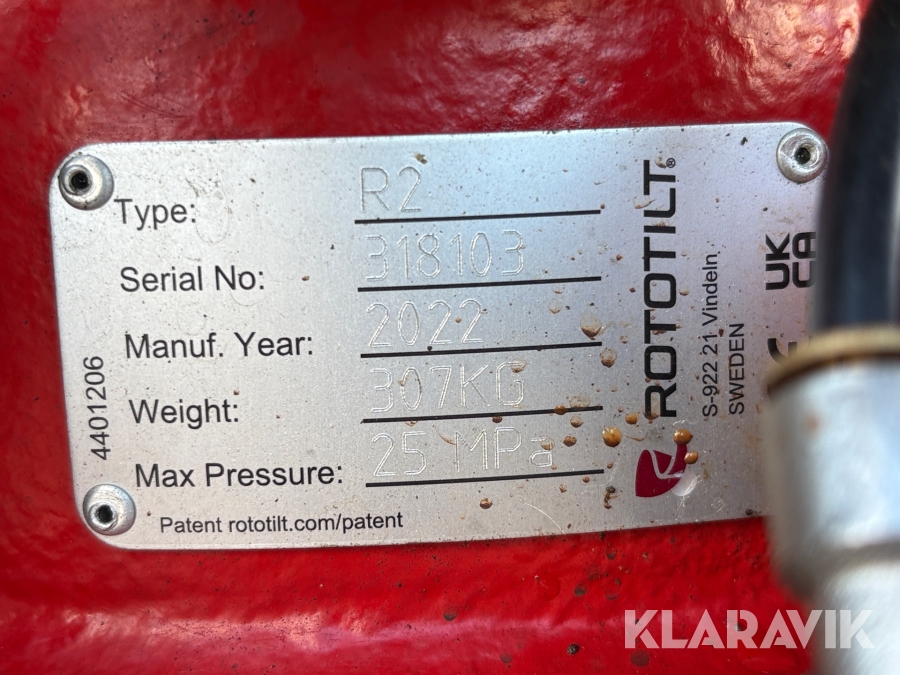 Type: R2
Serial No: 318103
Manuf. Year: 2022
Weight: 307KG
Max Pressure: 25 MPa
Patent rototilt.com/patent
4401206
ROTOTILT®
S-922 21 Vindeln
SWEDEN
UK
CA
KLARAVIK